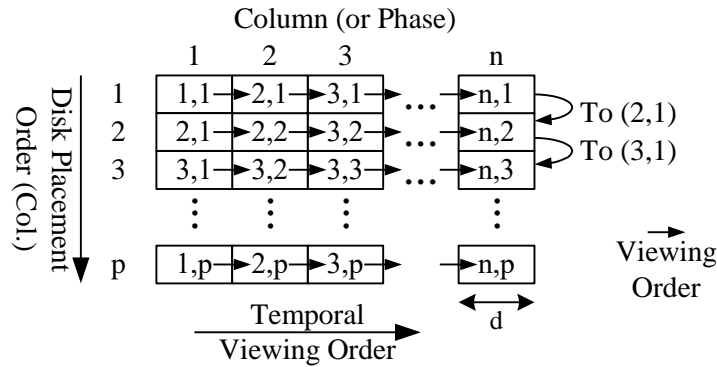 Column (or Phase)
1 2 3 n
Disk Placement
Order (Col.)
1 1,1 2,1 3,1 ... n,1 To (2,1)
2 2,1 2,2 3,2 ... n,2 To (3,1)
3 3,1 3,2 3,3 ... n,3
p 1,p 2,p 3,p n,p
Viewing
Order
d
Temporal
Viewing Order